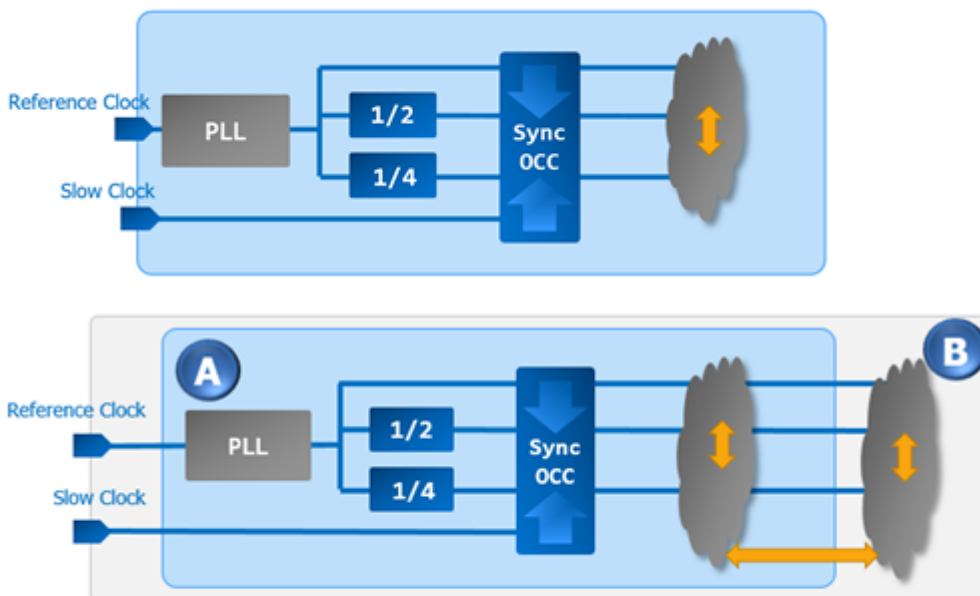 Reference Clock
PLL
1/2
1/4
Sync
OCC
Slow Clock
A
B
Reference Clock
PLL
1/2
1/4
Sync
OCC
Slow Clock